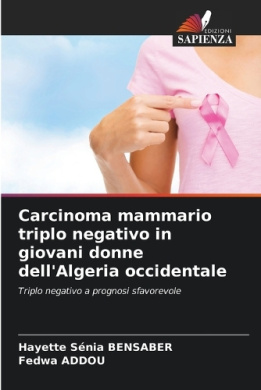 EDIZIONI
SAPIENZA
Carcinoma mammario
triplo negativo in
giovani donne
dell'Algeria occidentale
Triplo negativo a prognosi sfavorevole
Hayette Sénia BENSABER
Fedwa ADDOU